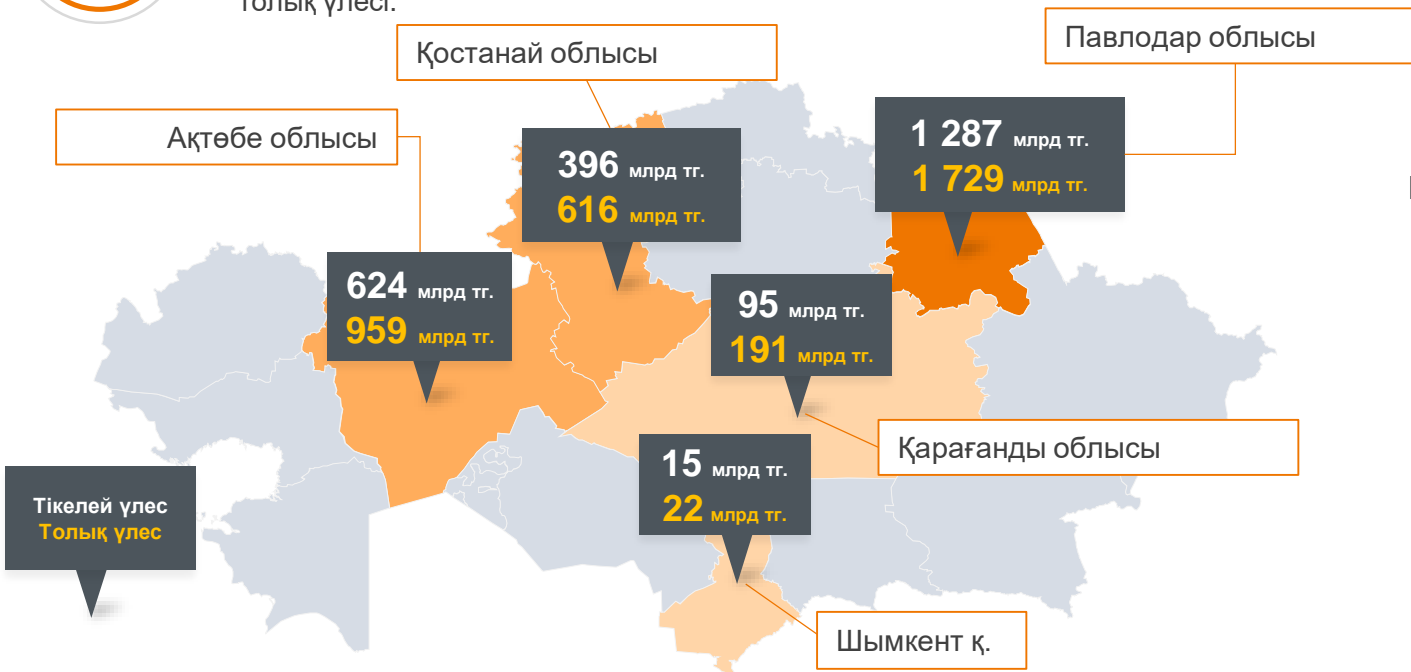 толық үлесі.
Қостанай облысы
Павлодар облысы
Ақтөбе облысы
396 млрд тг.
616 млрд тг.
1 287 млрд тг.
1 729 млрд тг.
624 млрд тг.
959 млрд тг.
95 млрд тг.
191 млрд тг.
Қарағанды облысы
15 млрд тг.
22 млрд тг.
Тікелей үлес
Толық үлес
Шымкент қ.